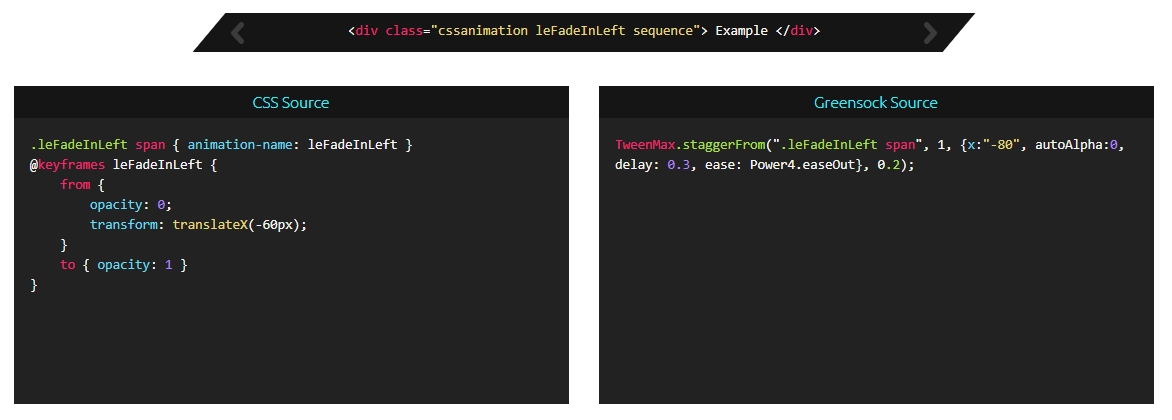 <div class="cssanimation leFadeInLeft sequence"> Example </div>
CSS Source
.leFadeInLeft span { animation-name: leFadeInLeft }
@keyframes leFadeInLeft {
    from {
        opacity: 0;
        transform: translateX(-60px);
    }
    to { opacity: 1 }
}
Greensock Source
TweenMax.staggerFrom(".leFadeInLeft span", 1, {x:"-80", autoAlpha:0,
delay: 0.3, ease: Power4.easeOut}, 0.2);